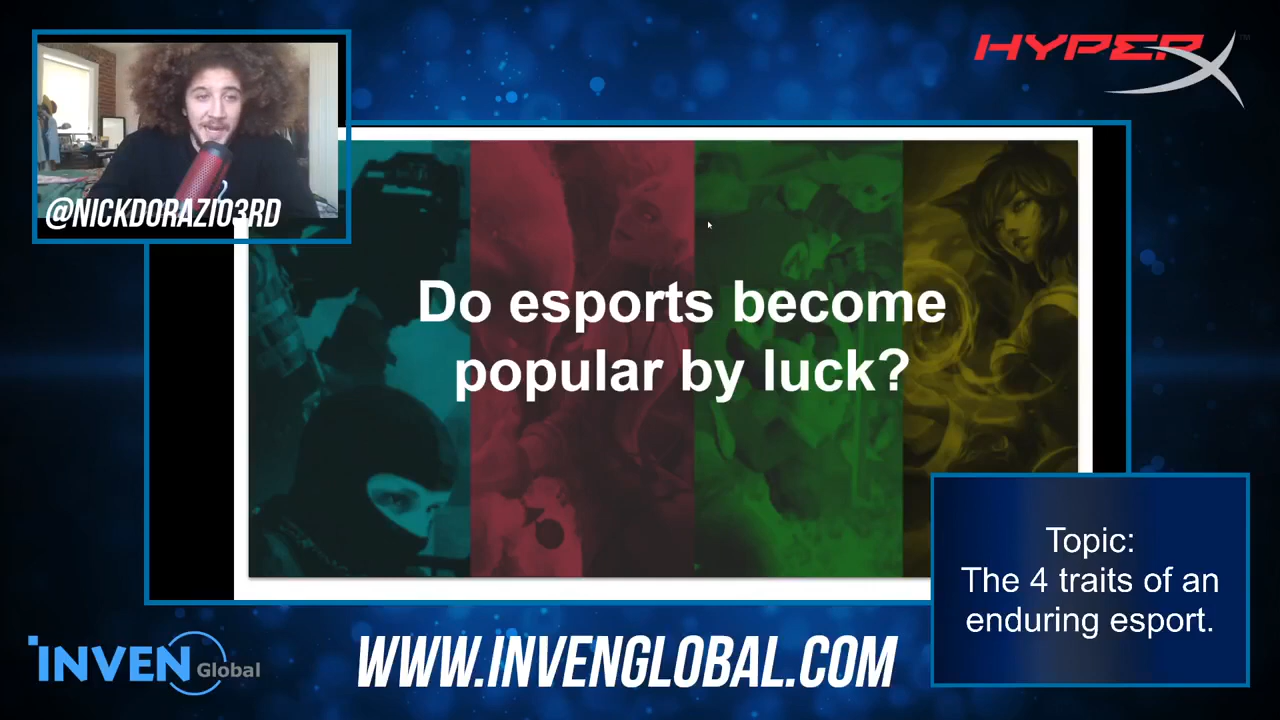 HYPERX
@NICKDORAZIO3RD
Do esports become
popular by luck?
Topic:
The 4 traits of an
enduring esport.
INVEN Global
WWW.INVENGLOBAL.COM